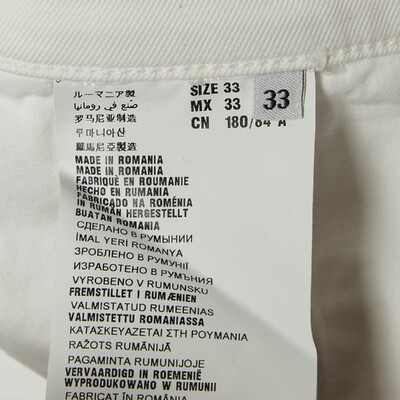 ルーマニア製
صنع في رومانيا
罗马尼亚制造
루마니아산
羅馬尼亞製造
SIZE 33
MX 33
CN 180/84 A
33
MADE IN ROMANIA
MADE IN ROMANIA
FABRIQUÉ EN ROUMANIE
HECHO EN RUMANIA
FABRICADO NA ROMÉNIA
IN RUMÄN HERGESTELLT
BUATAN ROMANIA
СДЕЛАНО В РУМЫНИИ
İMAL YERİ ROMANYA
ЗРОБЛЕНО В РУМУНІЇ
ИЗРАБОТЕНО В РУМЪНИЯ
VYROBENO V RUMUNSKU
FREMSTILLET I RUMÆNIEN
VALMISTATUD RUMEENIAS
VALMISTETTU ROMANIASSA
ΚΑΤΑΣΚΕΥΑΖΕΤΑΙ ΣΤΗ ΡΟΥΜΑΝΙΑ
RAŽOTS RUMĀNIJĀ
PAGAMINTA RUMUNIJOJE
VERVAARDIGD IN ROEMENIË
WYPRODUKOWANO W RUMUNII
FABRICAT ÎN ROMÂNIA